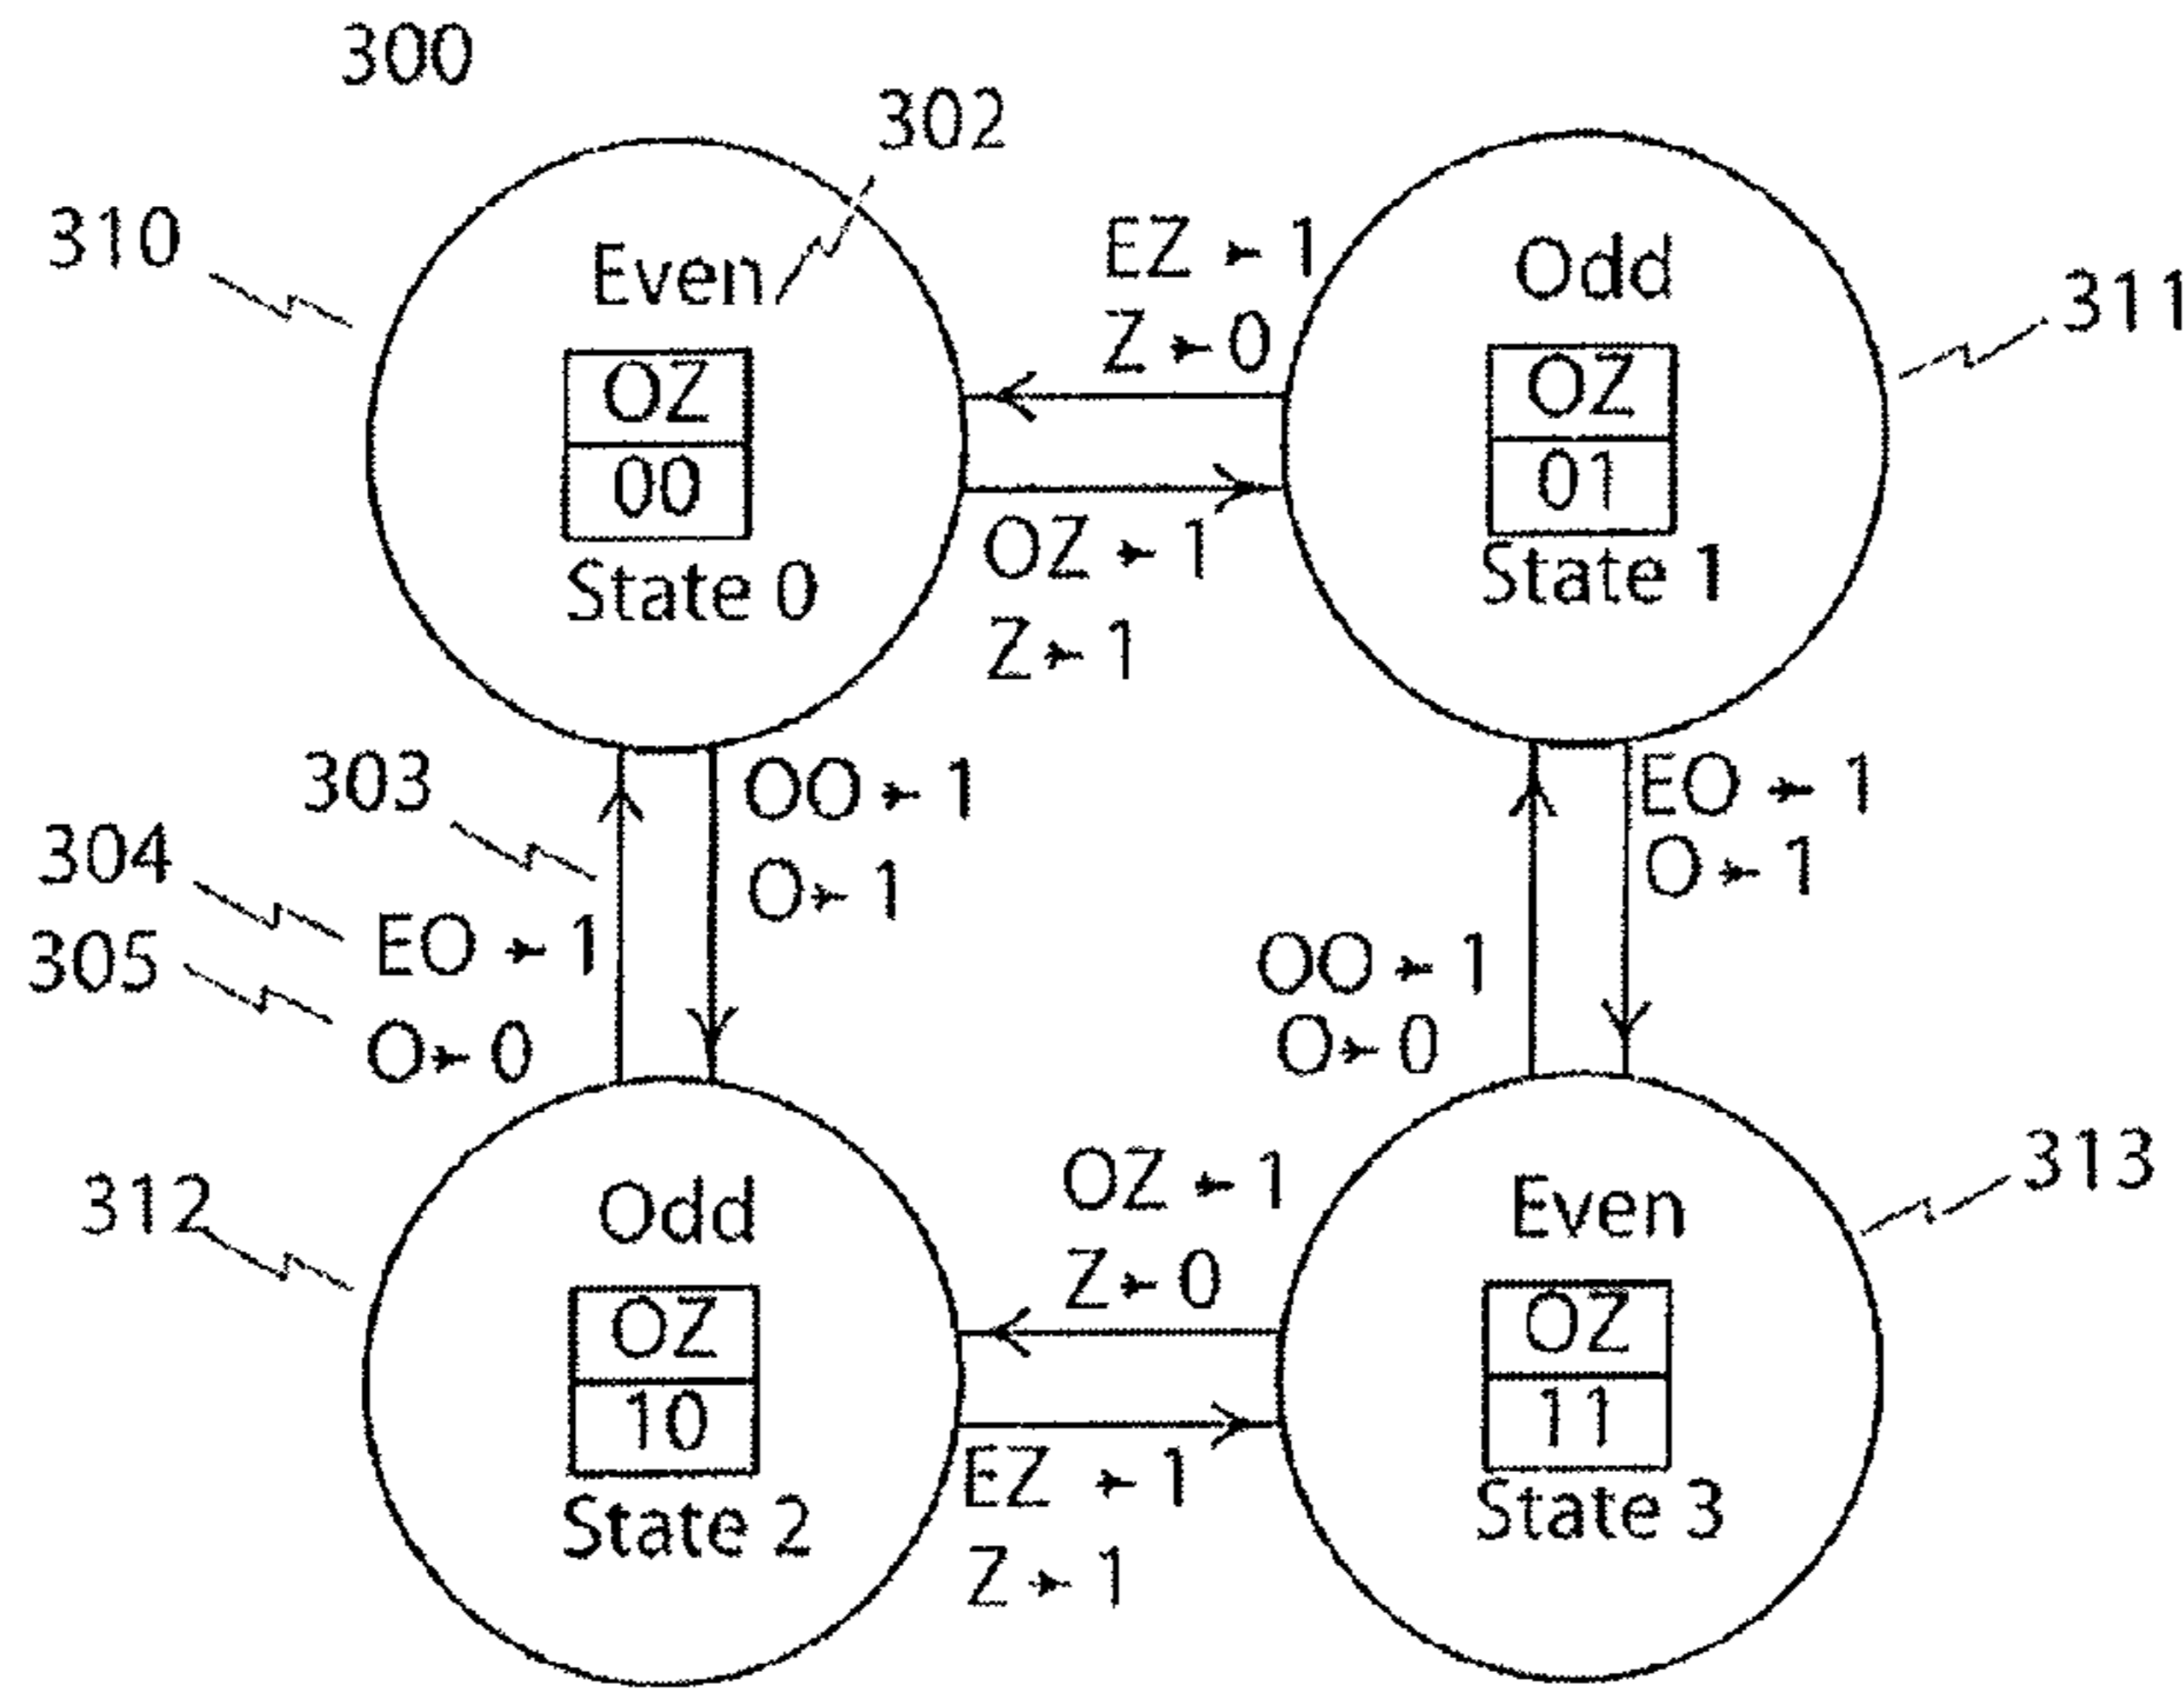 300
302
310
Even
OZ
00
State 0
EZ → 1
Z → 0
OZ → 1
Z → 1
Odd
OZ
01
State 1
311
303
304
305
EO → 1
O → 0
OO → 1
O → 1
OO → 1
O → 0
EO → 1
O → 1
312
Odd
OZ
10
State 2
OZ → 1
Z → 0
EZ → 1
Z → 1
Even
OZ
11
State 3
313